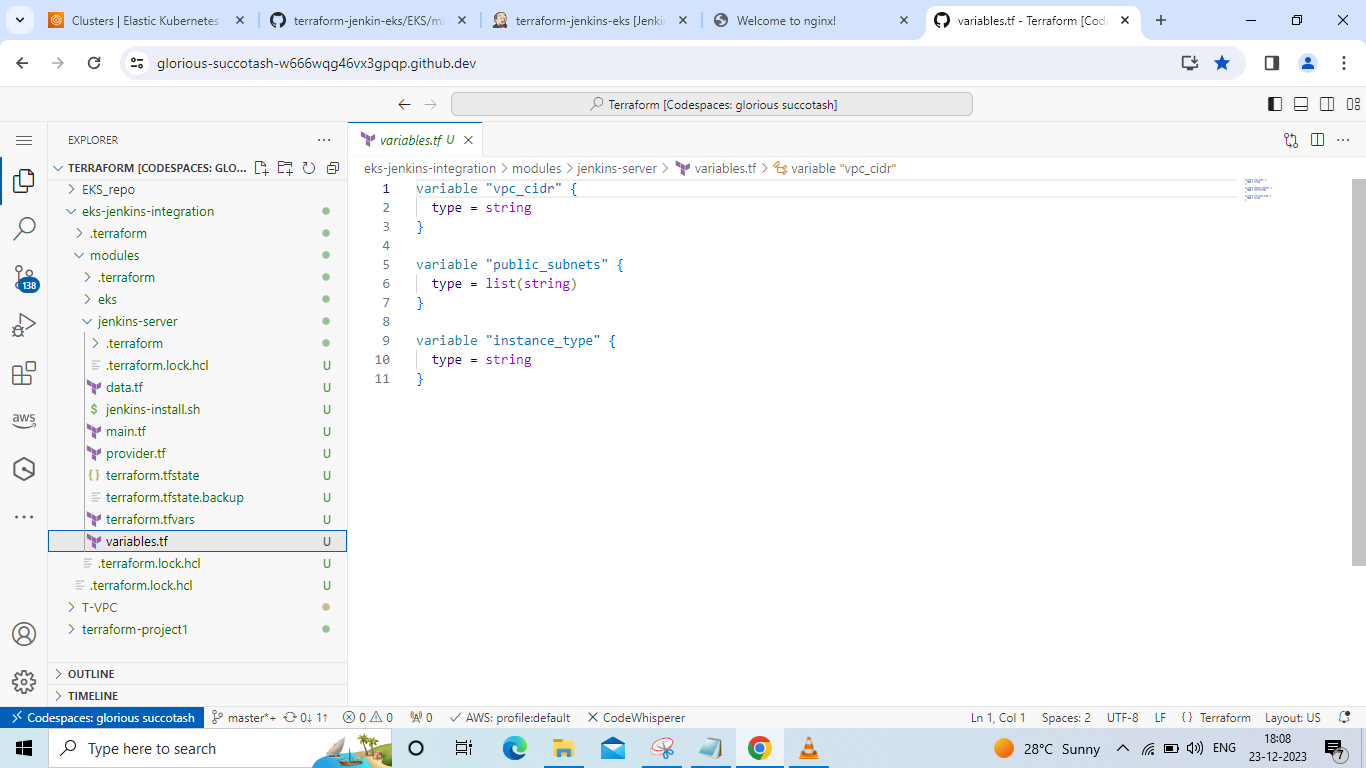 Clusters | Elastic Kubernetes
terraform-jenkin-eks/EKS/m
terraform-jenkins-eks [Jenki
Welcome to nginx!
variables.tf - Terraform [Cod
glorious-succotash-w666wqg46vx3gpqp.github.dev
Terraform [Codespaces: glorious succotash]
EXPLORER
TERRAFORM [CODESPACES: GLO...
EKS_repo
eks-jenkins-integration
.terraform
modules
.terraform
eks
jenkins-server
.terraform
.terraform.lock.hcl U
data.tf U
$ jenkins-install.sh U
main.tf U
provider.tf U
{} terraform.tfstate U
terraform.tfstate.backup U
terraform.tfvars U
variables.tf U
.terraform.lock.hcl U
.terraform.lock.hcl U
T-VPC
terraform-project1
OUTLINE
TIMELINE
138
aws
variables.tf U
eks-jenkins-integration > modules > jenkins-server > variables.tf > variable "vpc_cidr"
1 variable "vpc_cidr" {
2 type = string
3 }
4
5 variable "public_subnets" {
6 type = list(string)
7 }
8
9 variable "instance_type" {
10 type = string
11 }
Codespaces: glorious succotash master*+ 0↓ 1↑ 0 0 0 AWS: profile:default CodeWhisperer Ln 1, Col 1 Spaces: 2 UTF-8 LF {} Terraform Layout: US
Type here to search
28°C Sunny
ENG
18:08
23-12-2023
7